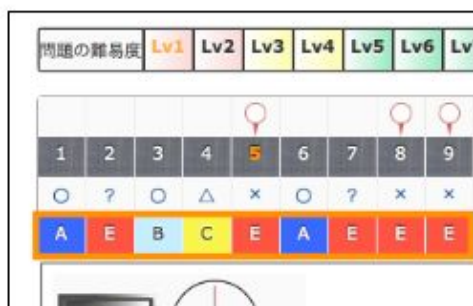 問題の難易度 Lv1 Lv2 Lv3 Lv4 Lv5 Lv6 Lv
1 2 3 4 5 6 7 8 9
○ ? ○ △ × ○ ? × ×
A E B C E A E E E